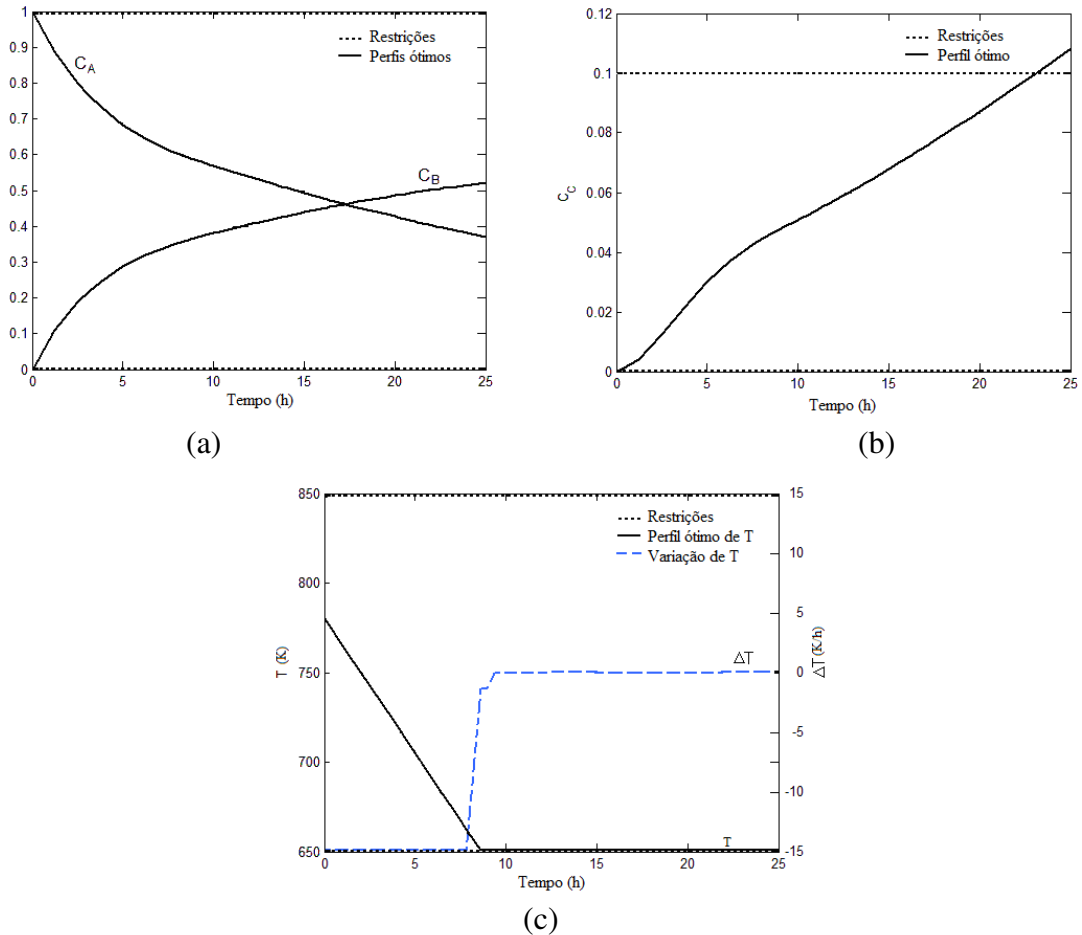 1
0.9
0.8
0.7
0.6
0.5
0.4
0.3
0.2
0.1
0
0 5 10 15 20 25
Tempo (h)
Restrições
Perfis ótimos
C_A
C_B
(a)
0.12
0.1
0.08
0.06
0.04
0.02
0
0 5 10 15 20 25
Tempo (h)
C_C
Restrições
Perfil ótimo
(b)
850
800
750
700
650
T (K)
0 5 10 15 20 25
Tempo (h)
Restrições
Perfil ótimo de T
Variação de T
ΔT
T
15
10
5
0
-5
-10
-15
ΔT (K/h)
(c)